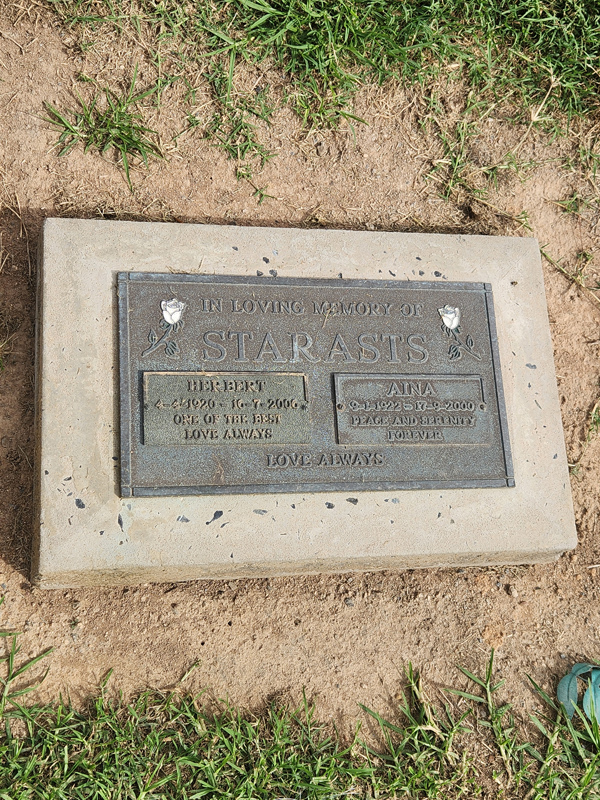 IN LOVING MEMORY OF
STARASTS
HERBERT
4-4-1920 - 16-7-2000
ONE OF THE BEST
LOVE ALWAYS
AINA
9-1-1922 - 17-9-2000
PEACE AND SERENITY
FOREVER
LOVE ALWAYS